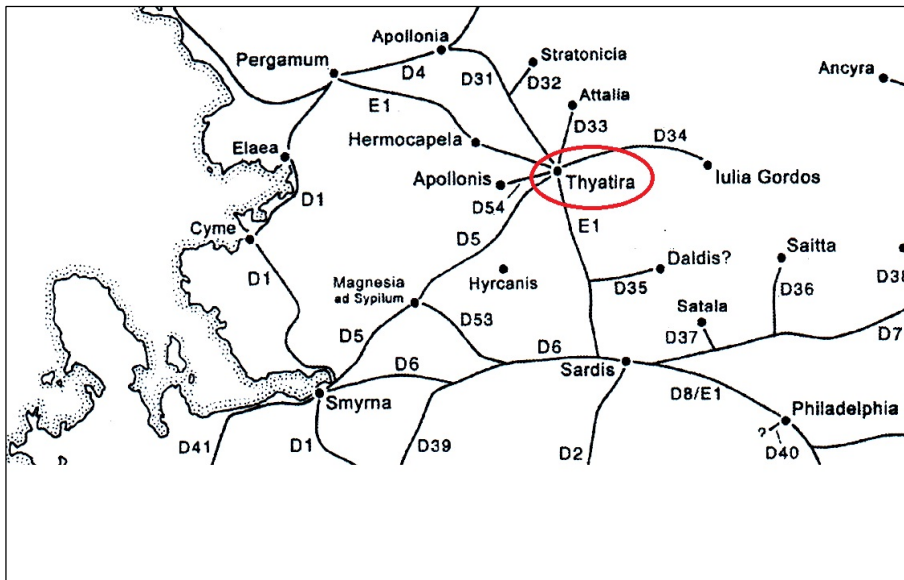 Apollonia
Pergamum
D4
D31
Stratonicia
D32
Ancyra
E1
Attalia
D33
D34
Hermocapela
Elaea
Apollonis
Thyatira
Iulia Gordos
D54
D1
E1
Cyme
D5
Daldis?
Saitta
D1
Hyrcanis
D35
D36
D38
Magnesia
ad Sypilum
Satala
D37
D53
D5
D6
D6
Sardis
D7
Smyrna
D8/E1
Philadelphia
?
D41
D1
D39
D2
D40